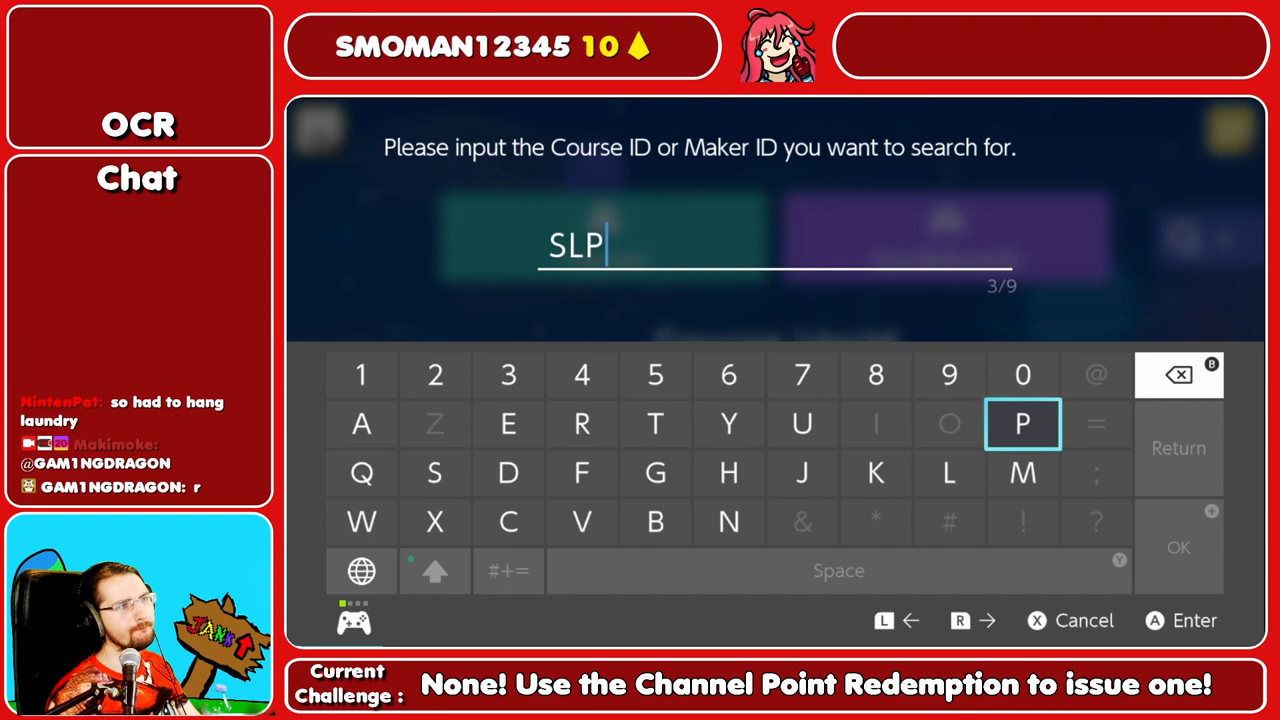 SMOMAN12345 10
OCR
Chat
NintenPat: so had to hang
laundry
20 Makimoke:
@GAM1NGDRAGON
GAM1NGDRAGON: r
Please input the Course ID or Maker ID you want to search for.
SLP
3/9
1 2 3 4 5 6 7 8 9 0 @ B
A Z E R T Y U I O P = Return
Q S D F G H J K L M ;
W X C V B N & * # ! ? + OK
#+= Space Y
L ← R → X Cancel A Enter
JANK
Current
Challenge :
None! Use the Channel Point Redemption to issue one!